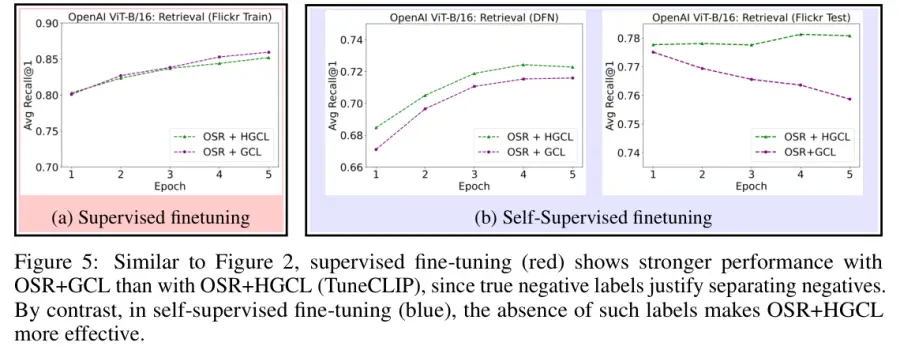 OpenAI ViT-B/16: Retrieval (Flickr Train)
0.90
0.85
0.80
0.75
0.70
Avg Recall@1
OSR + HGCL
OSR + GCL
1 2 3 4 5
Epoch
(a) Supervised finetuning
OpenAI ViT-B/16: Retrieval (DFN)
0.74
0.72
0.70
0.68
0.66
Avg Recall@1
OSR + HGCL
OSR + GCL
1 2 3 4 5
Epoch
OpenAI ViT-B/16: Retrieval (Flickr Test)
0.78
0.77
0.76
0.75
0.74
Avg Recall@1
OSR + HGCL
OSR+GCL
1 2 3 4 5
Epoch
(b) Self-Supervised finetuning
Figure 5: Similar to Figure 2, supervised fine-tuning (red) shows stronger performance with
OSR+GCL than with OSR+HGCL (TuneCLIP), since true negative labels justify separating negatives.
By contrast, in self-supervised fine-tuning (blue), the absence of such labels makes OSR+HGCL
more effective.